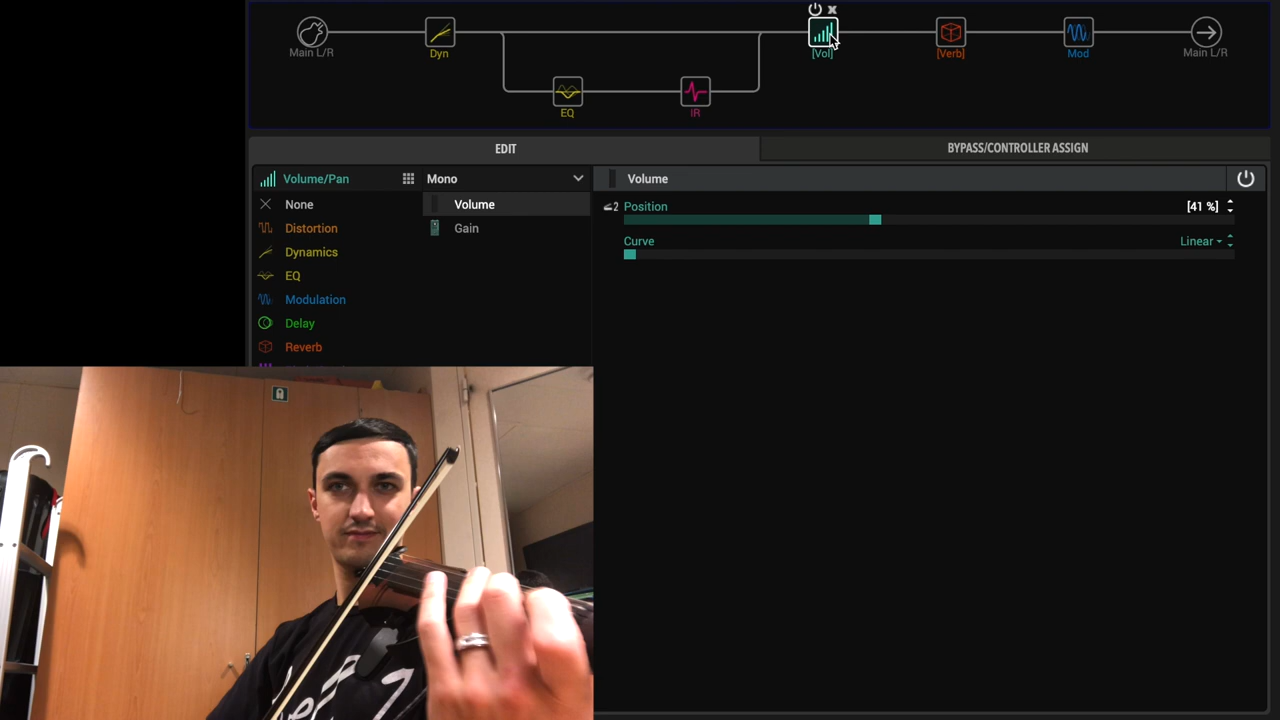 Main L/R
Dyn
[Vol]
[Verb]
Mod
Main L/R
EQ
IR
EDIT
BYPASS/CONTROLLER ASSIGN
Volume/Pan
Mono
Volume
None
Volume
2 Position
[41 %]
Distortion
Gain
Curve
Linear
Dynamics
EQ
Modulation
Delay
Reverb